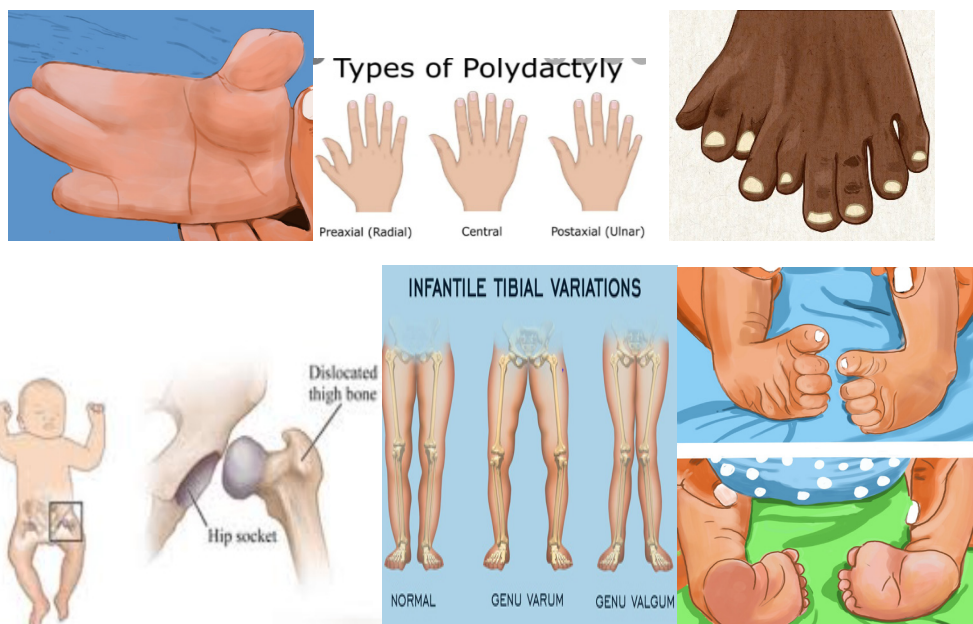 Types of Polydactyly
Preaxial (Radial)
Central
Postaxial (Ulnar)
Dislocated
thigh bone
Hip socket
INFANTILE TIBIAL VARIATIONS
NORMAL
GENU VARUM
GENU VALGUM